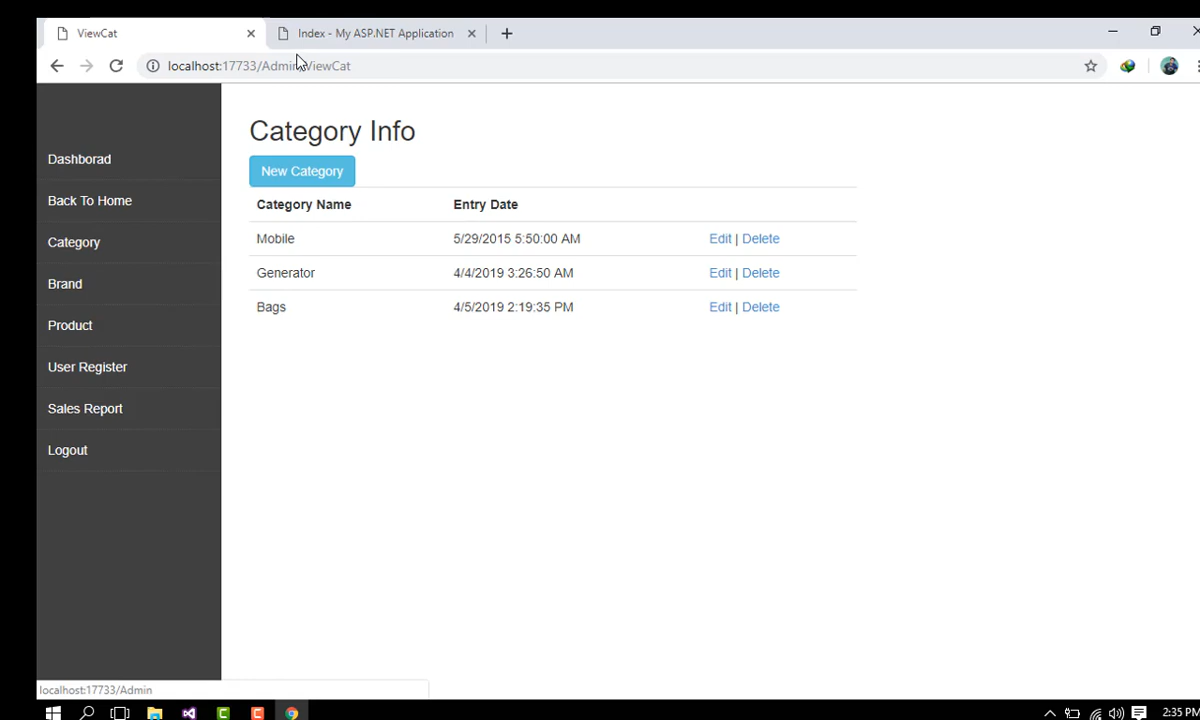 ViewCat
Index - My ASP.NET Application
localhost:17733/Admin/ViewCat
Dashborad
Back To Home
Category
Brand
Product
User Register
Sales Report
Logout
Category Info
New Category
Category Name Entry Date
Mobile 5/29/2015 5:50:00 AM Edit | Delete
Generator 4/4/2019 3:26:50 AM Edit | Delete
Bags 4/5/2019 2:19:35 PM Edit | Delete
localhost:17733/Admin
2:35 PM